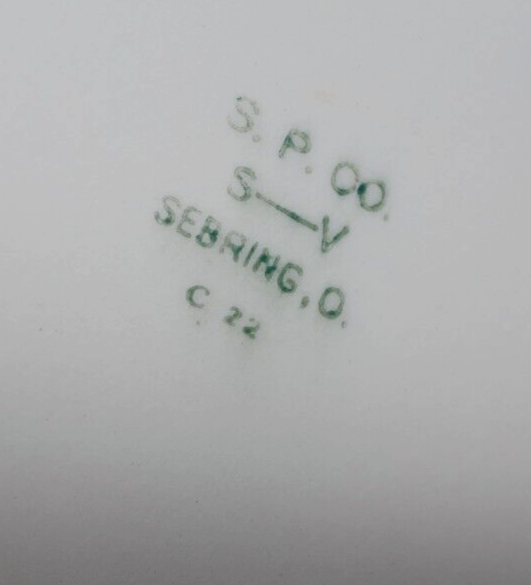 S. P. CO.
S—V
SEBRING, O.
C 22